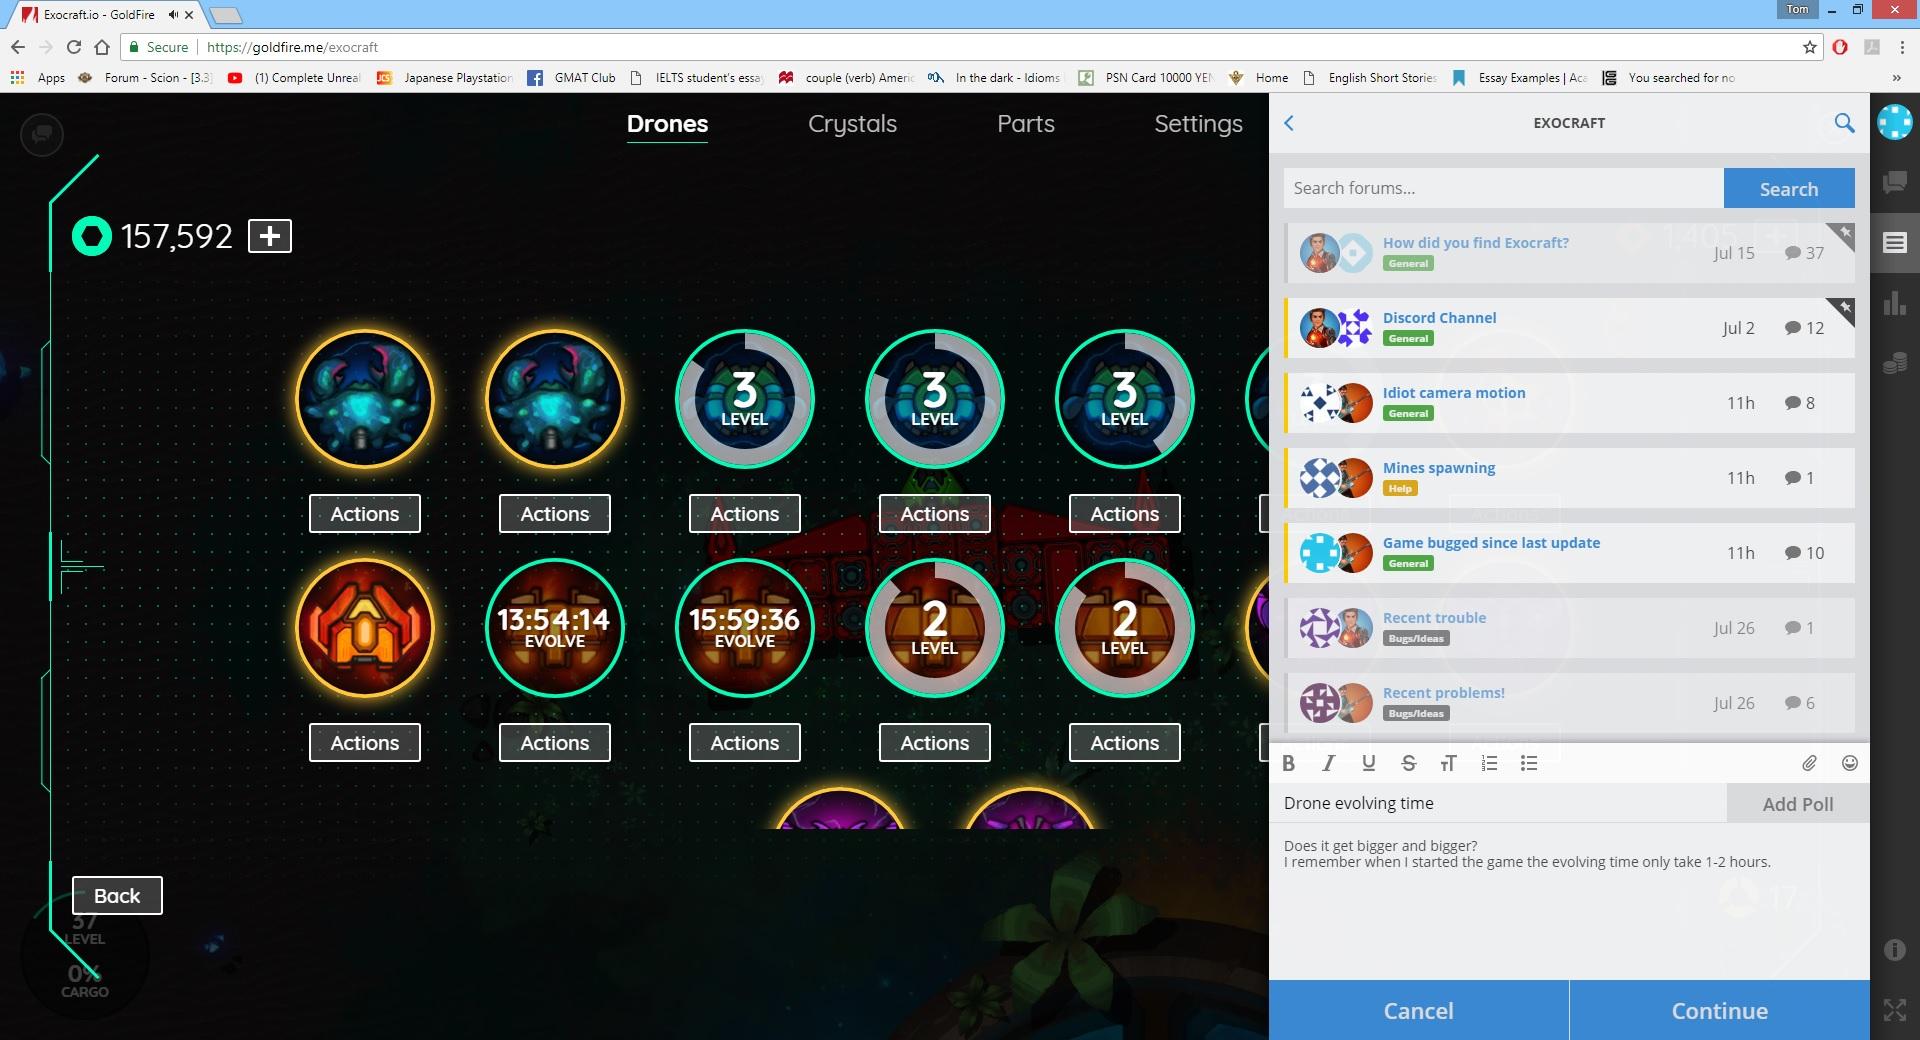 Exocraft.io - GoldFire
Tom
Secure
https://goldfire.me/exocraft
Apps
Forum - Scion - [3.3]
(1) Complete Unreal
Japanese Playstation
GMAT Club
IELTS student's essay
couple (verb) Americ
In the dark - Idioms
PSN Card 10000 YEN
Home
English Short Stories
Essay Examples | Aca
You searched for no
Drones
Crystals
Parts
Settings
157,592
3
LEVEL
3
LEVEL
3
LEVEL
Actions
Actions
Actions
Actions
Actions
13:54:14
EVOLVE
15:59:36
EVOLVE
2
LEVEL
2
LEVEL
Actions
Actions
Actions
Actions
Actions
Back
37
LEVEL
0%
CARGO
EXOCRAFT
Search forums...
Search
How did you find Exocraft?
General
Jul 15
37
1,405
Discord Channel
General
Jul 2
12
Idiot camera motion
General
11h
8
Mines spawning
Help
11h
1
Game bugged since last update
General
11h
10
Recent trouble
Bugs/Ideas
Jul 26
1
Recent problems!
Bugs/Ideas
Jul 26
6
Drone evolving time
Add Poll
Does it get bigger and bigger?
I remember when I started the game the evolving time only take 1-2 hours.
17
Cancel
Continue